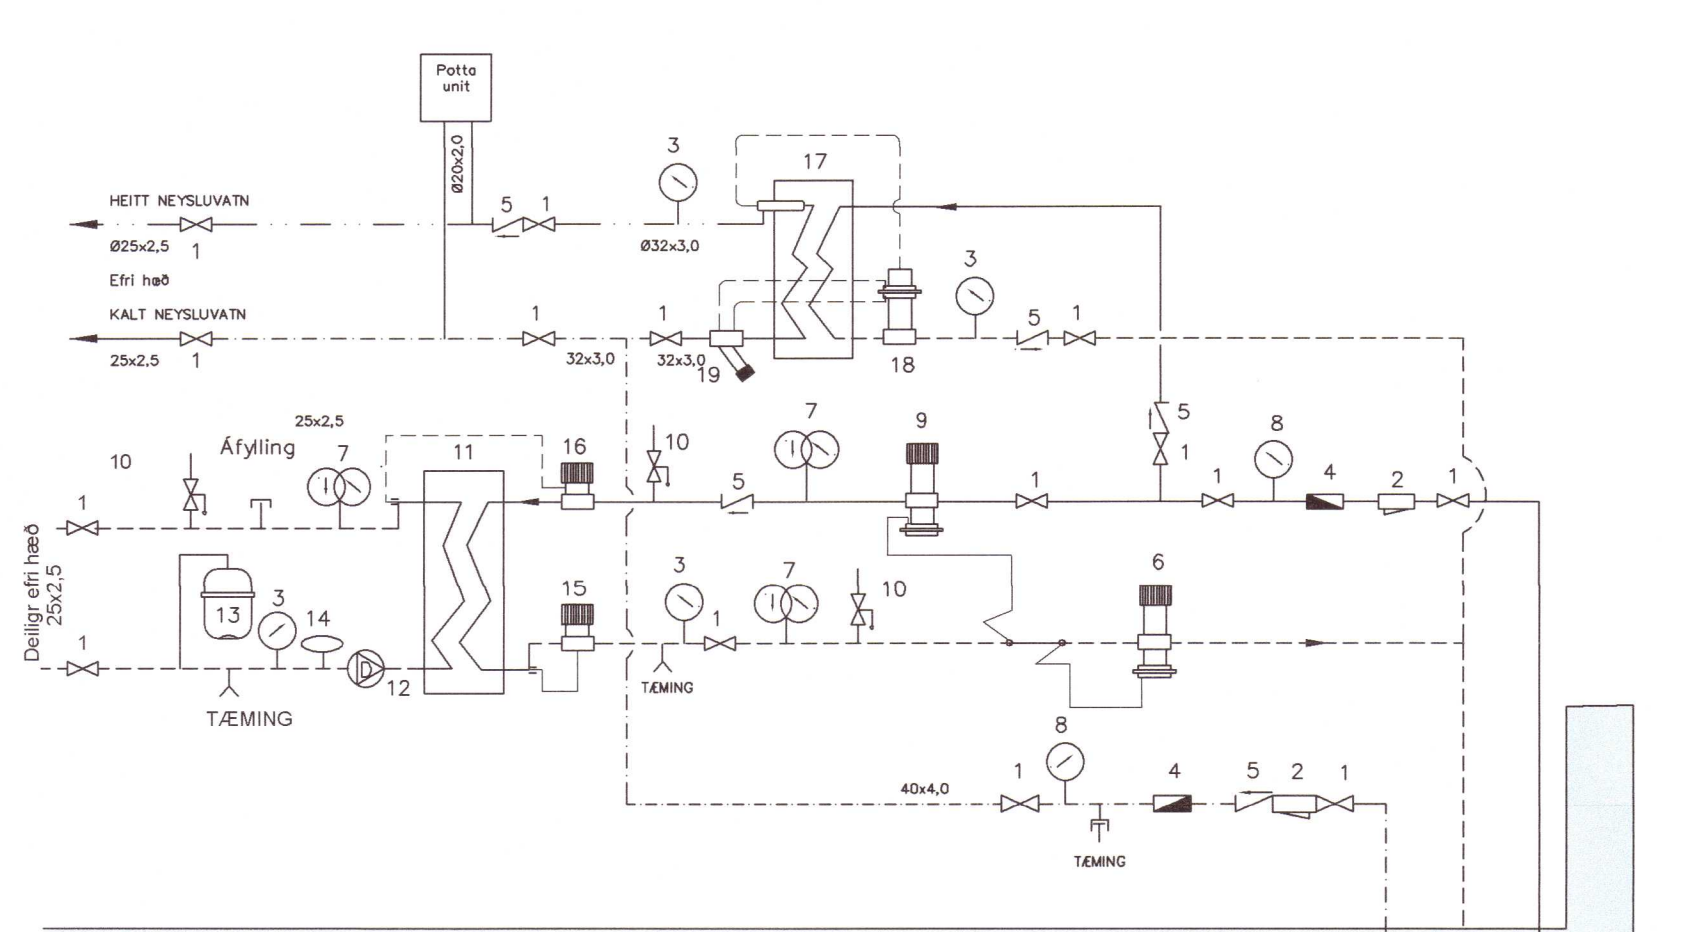 Potta
unit
Ø20x2,0
3
17
HEITT NEYSLUVATN
5
1
Ø25x2,5
1
Ø32x3,0
3
Efri hæð
KALT NEYSLUVATN
1
1
5
1
25x2,5
1
32x3,0
32x3,0
19
18
25x2,5
7
9
5
8
Áfylling
10
7
11
16
10
1
1
5
1
1
4
2
1
Deiligr efri hæð
25x2,5
13
3
14
15
3
7
10
6
1
1
12
TÆMING
TÆMING
8
40x4,0
1
4
5
2
1
TÆMING